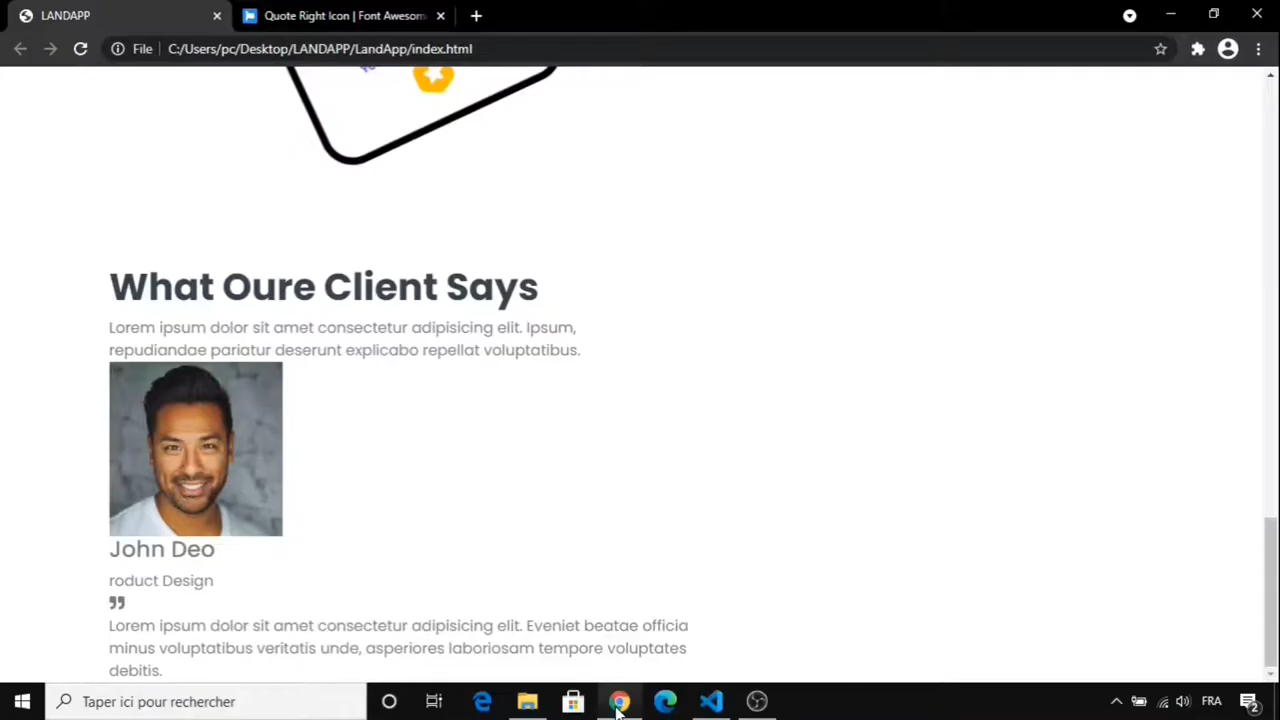 LANDAPP
Quote Right Icon | Font Awesom
File
C:/Users/pc/Desktop/LANDAPP/LandApp/index.html
What Oure Client Says
Lorem ipsum dolor sit amet consectetur adipisicing elit. Ipsum,
repudiandae pariatur deserunt explicabo repellat voluptatibus.
John Deo
roduct Design
Lorem ipsum dolor sit amet consectetur adipisicing elit. Eveniet beatae officia
minus voluptatibus veritatis unde, asperiores laboriosam tempore voluptates
debitis.
Taper ici pour rechercher
FRA
2